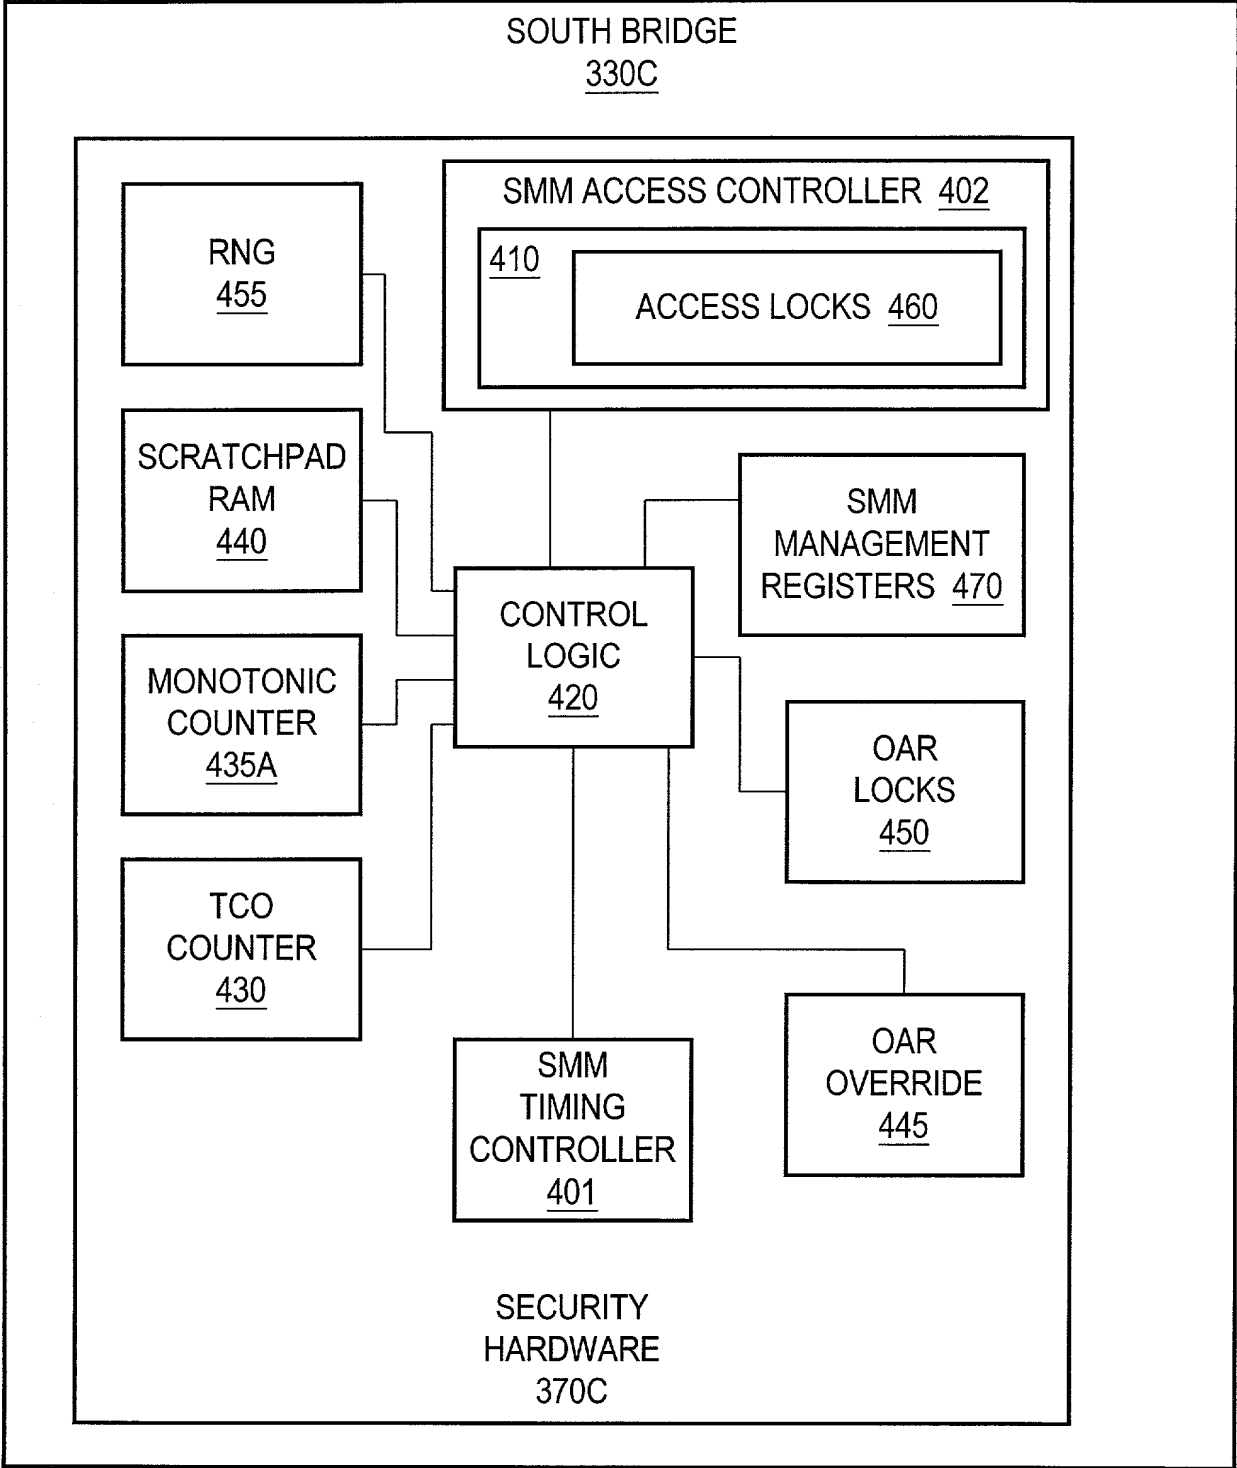 SOUTH BRIDGE
330C
SMM ACCESS CONTROLLER 402
410
ACCESS LOCKS 460
RNG
455
SCRATCHPAD
RAM
440
SMM
MANAGEMENT
REGISTERS 470
CONTROL
LOGIC
420
MONOTONIC
COUNTER
435A
OAR
LOCKS
450
TCO
COUNTER
430
SMM
TIMING
CONTROLLER
401
OAR
OVERRIDE
445
SECURITY
HARDWARE
370C